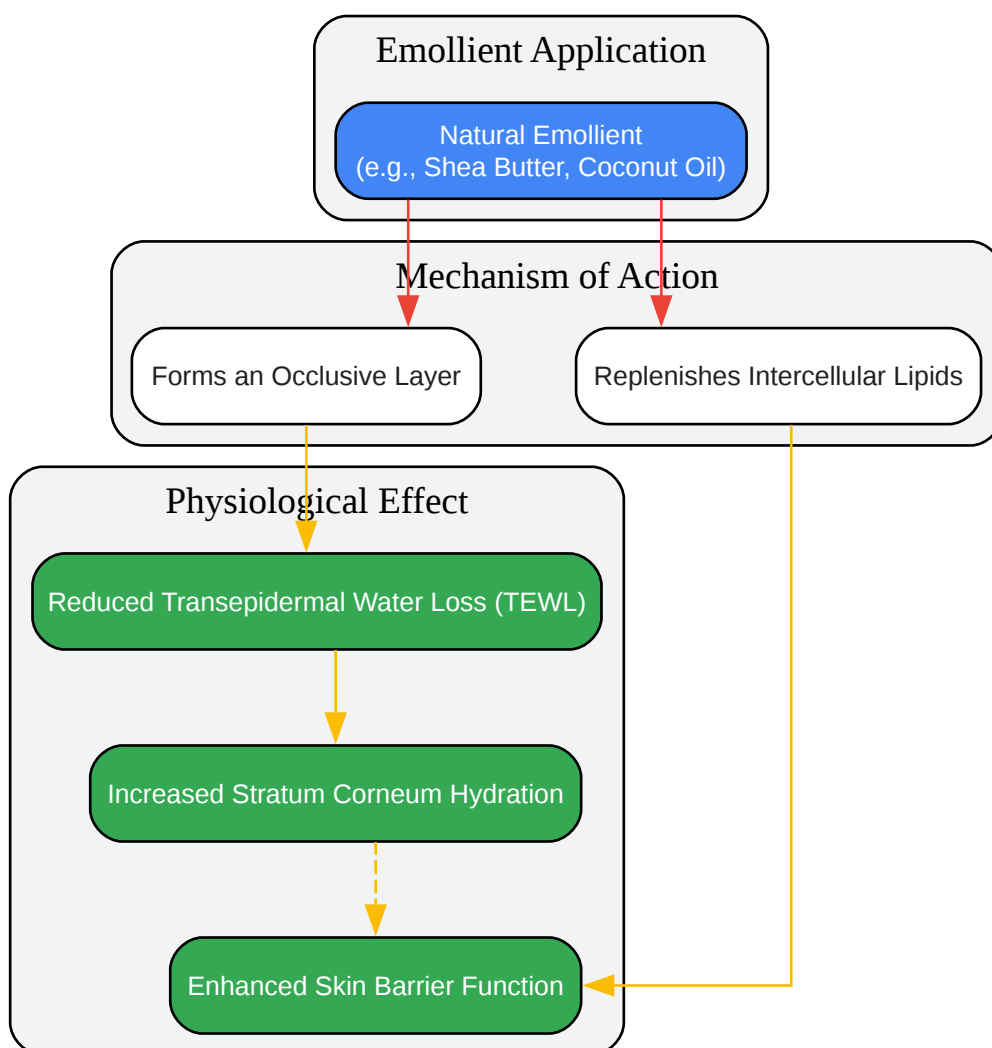 Emollient Application
Natural Emollient
(e.g., Shea Butter, Coconut Oil)
Mechanism of Action
Forms an Occlusive Layer
Replenishes Intercellular Lipids
Physiological Effect
Reduced Transepidermal Water Loss (TEWL)
Increased Stratum Corneum Hydration
Enhanced Skin Barrier Function